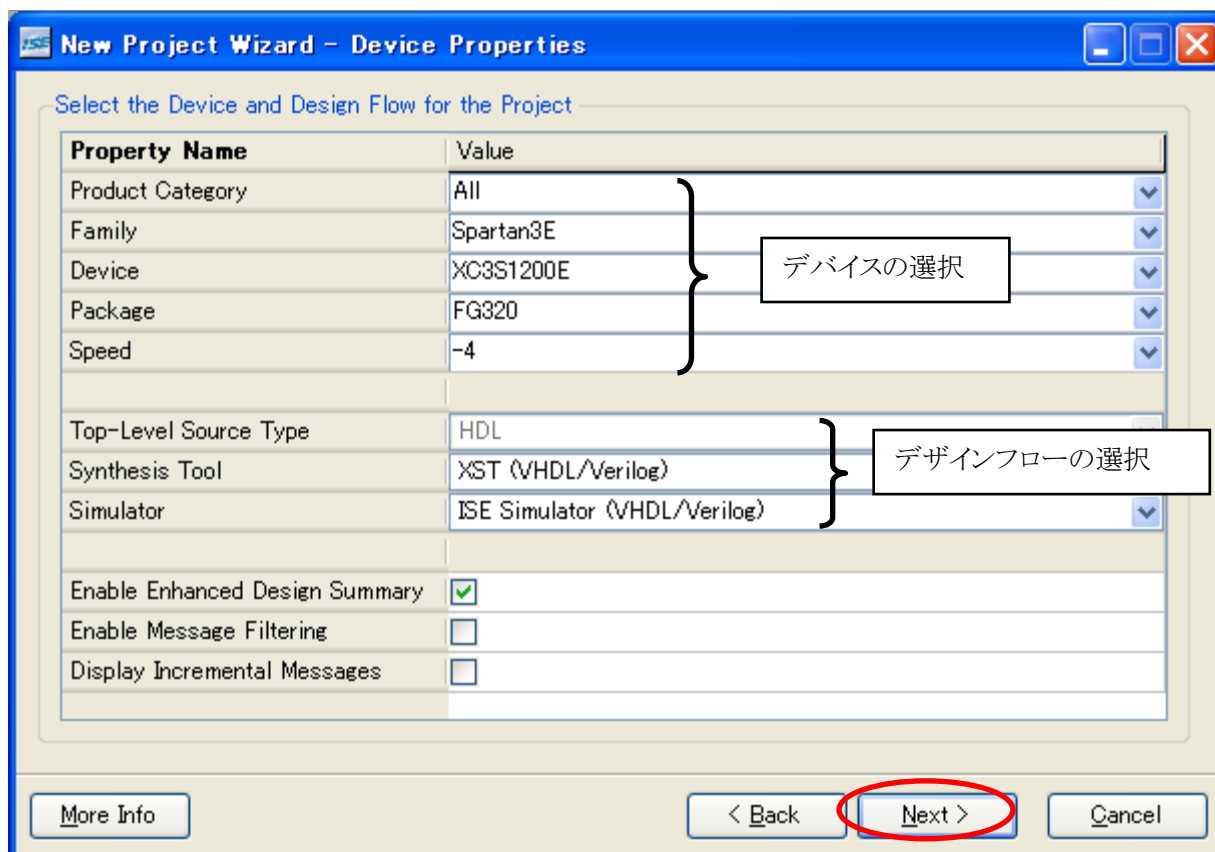 ISE New Project Wizard - Device Properties
Select the Device and Design Flow for the Project
Property Name Value
Product Category All
Family Spartan3E
デバイスの選択
Device XC3S1200E
Package FG320
Speed -4
Top-Level Source Type HDL
デザインフローの選択
Synthesis Tool XST (VHDL/Verilog)
Simulator ISE Simulator (VHDL/Verilog)
Enable Enhanced Design Summary
Enable Message Filtering
Display Incremental Messages
More Info < Back Next > Cancel